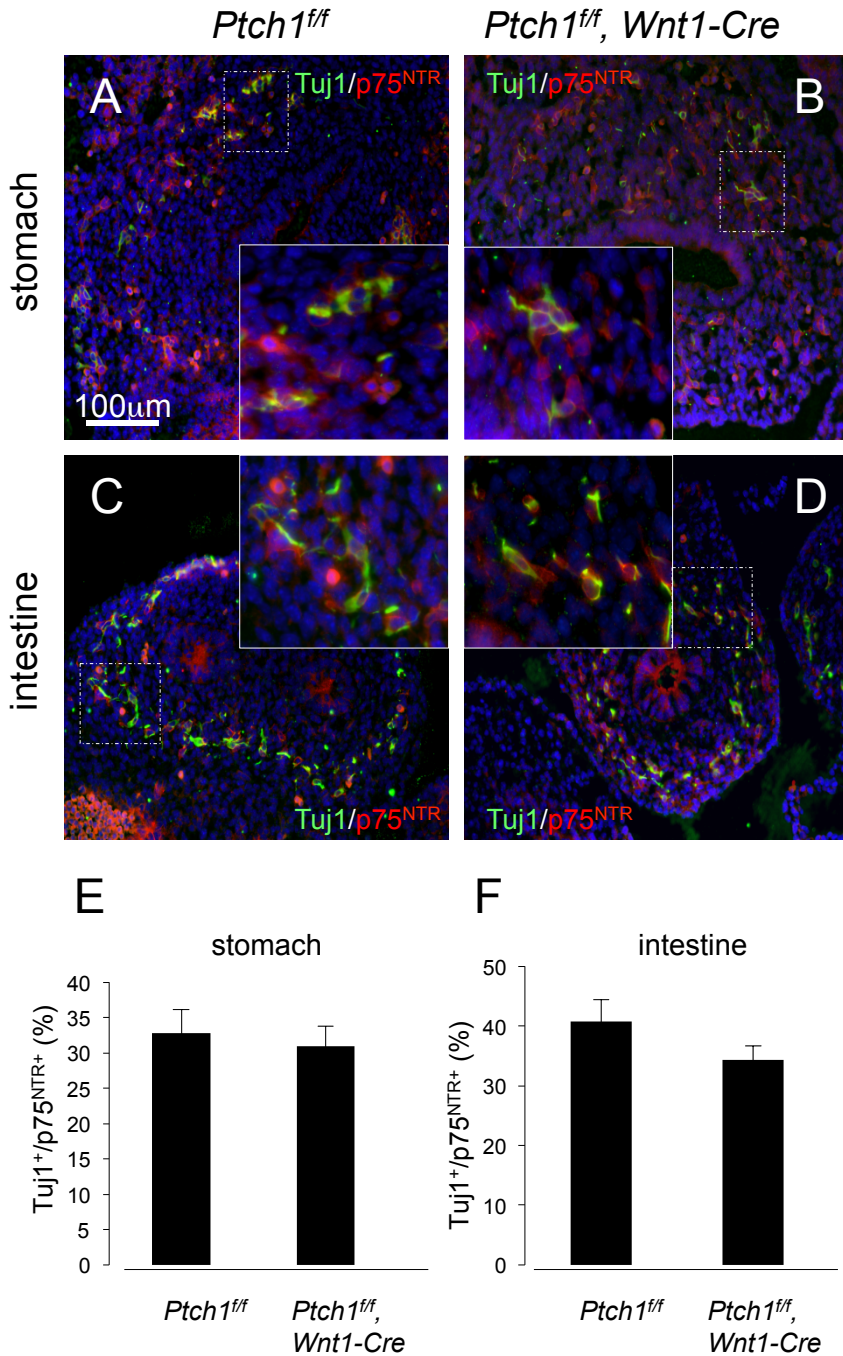 Ptch1f/f
Ptch1f/f, Wnt1-Cre
stomach
A
Tuj1/p75NTR
100μm
Tuj1/p75NTR
B
intestine
C
Tuj1/p75NTR
D
Tuj1/p75NTR
E
stomach
Tuj1+/p75NTR+ (%)
40
35
30
25
20
15
10
5
0
Ptch1f/f
Ptch1f/f,
Wnt1-Cre
F
intestine
Tuj1+/p75NTR+ (%)
50
40
30
20
10
0
Ptch1f/f
Ptch1f/f,
Wnt1-Cre